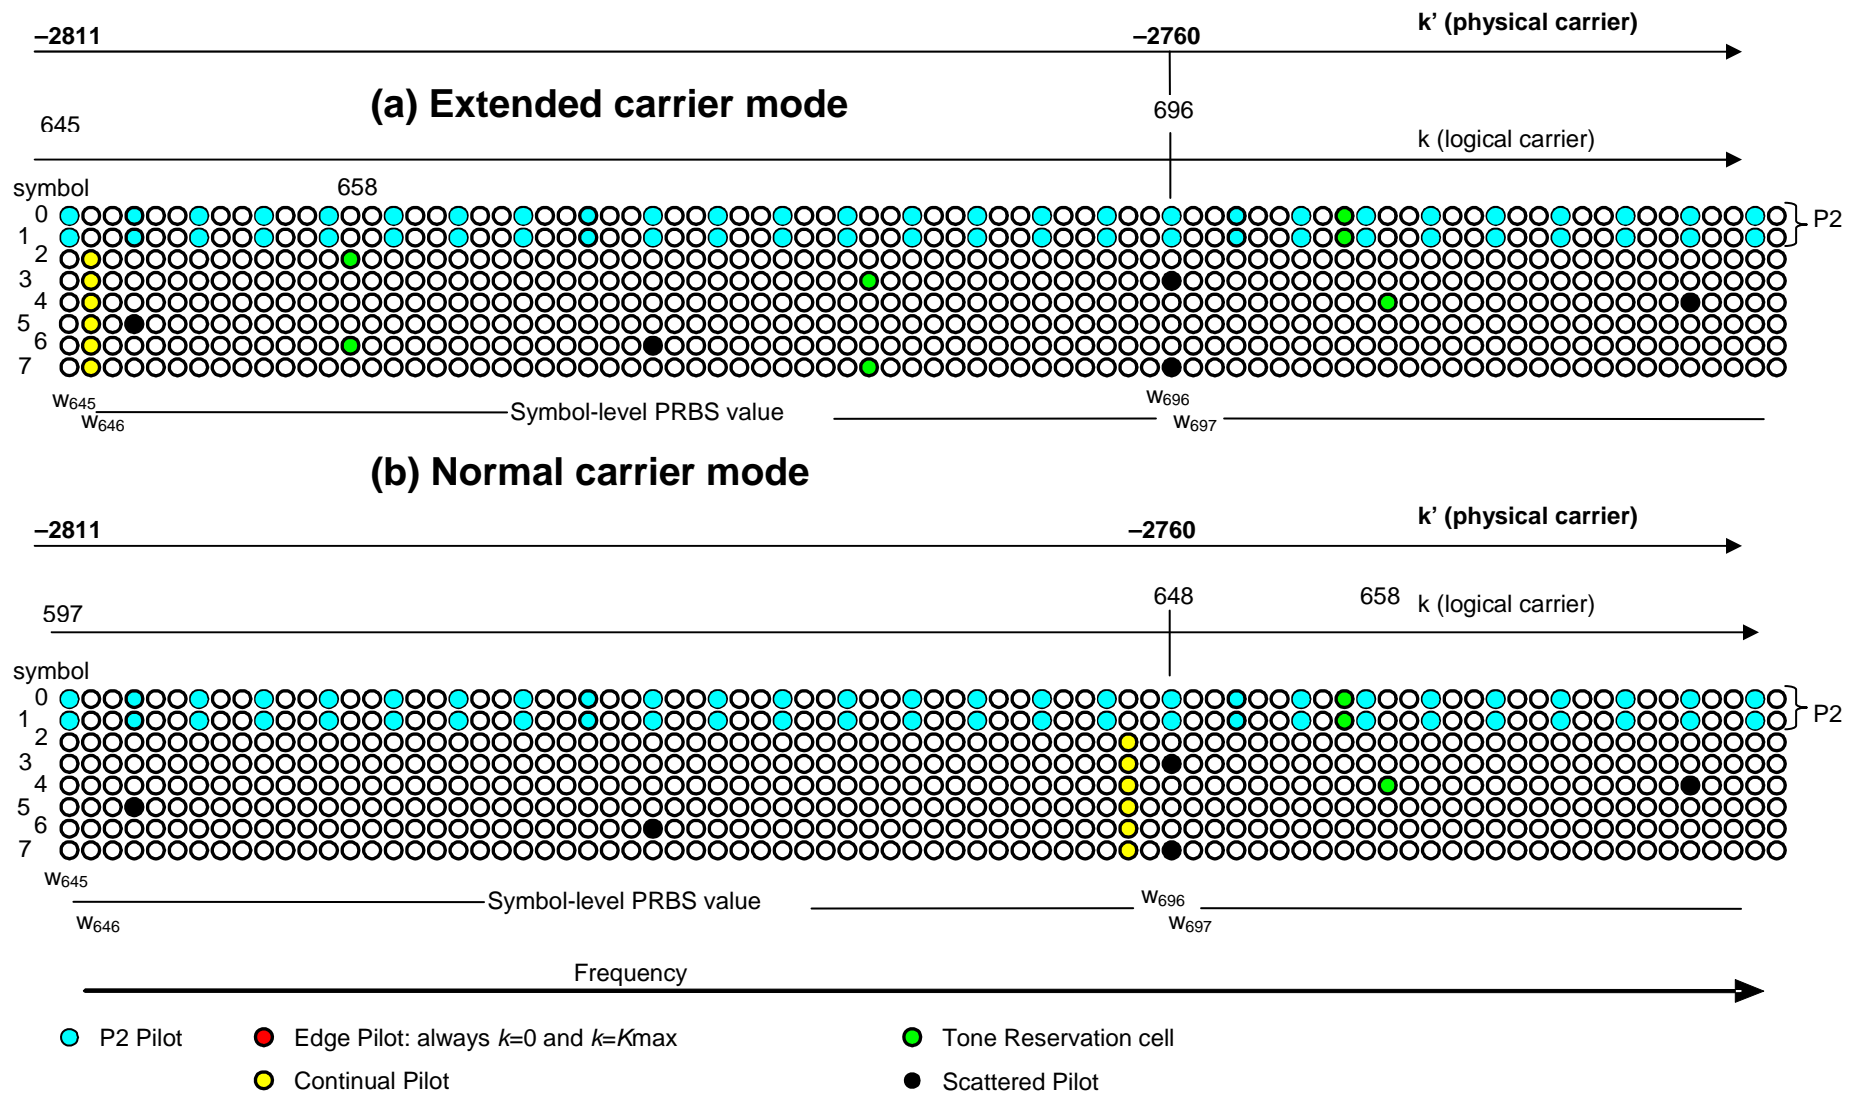 –2811 –2760 k’ (physical carrier)
(a) Extended carrier mode
645 696 k (logical carrier)
symbol 658
0
1
2
3
4
5
6
7
P2
w645 w696
w646 Symbol-level PRBS value w697
(b) Normal carrier mode
–2811 –2760 k’ (physical carrier)
597 648 658 k (logical carrier)
symbol
0
1
2
3
4
5
6
7
P2
w645 Symbol-level PRBS value w696
w646 w697
Frequency
P2 Pilot Edge Pilot: always k=0 and k=Kmax Tone Reservation cell
Continual Pilot Scattered Pilot